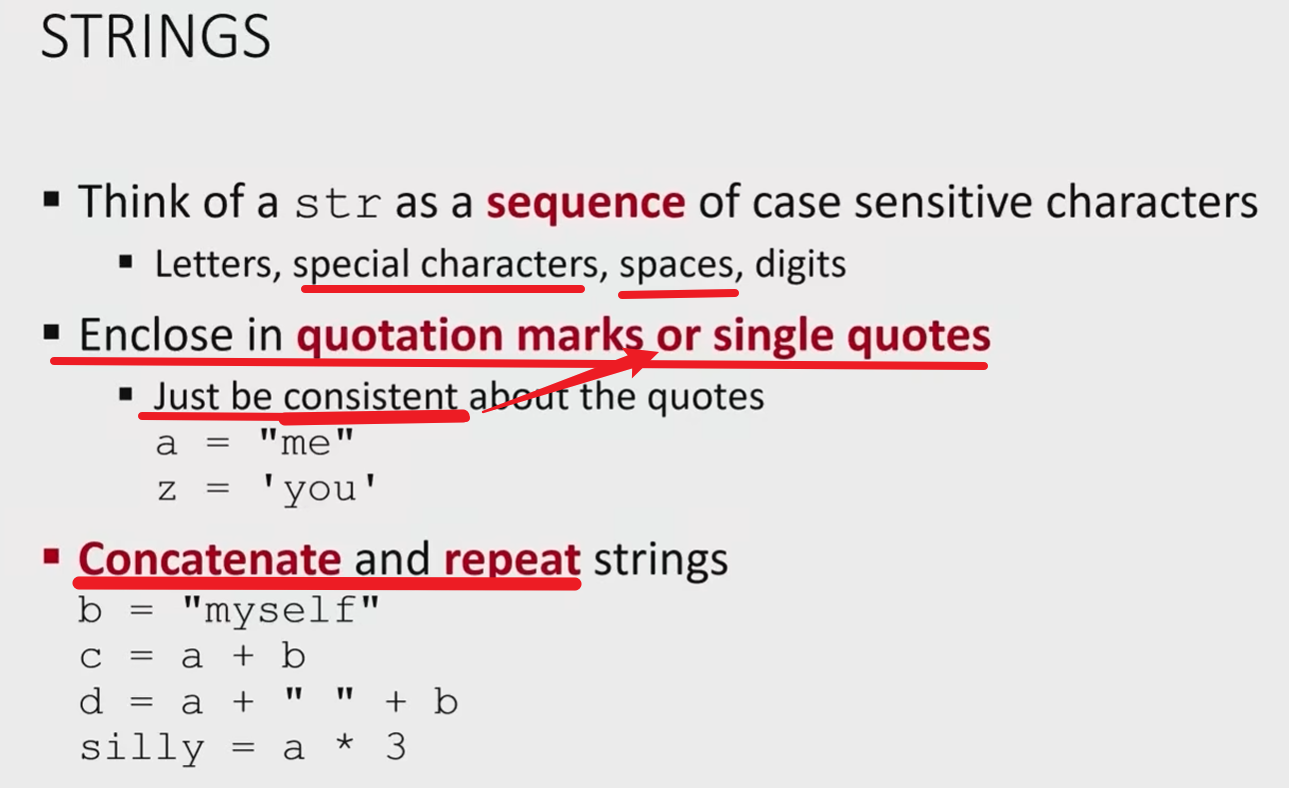 STRINGS
▪ Think of a str as a sequence of case sensitive characters
▪ Letters, special characters, spaces, digits
▪ Enclose in quotation marks or single quotes
▪ Just be consistent about the quotes
a = "me"
z = 'you'
▪ Concatenate and repeat strings
b = "myself"
c = a + b
d = a + " " + b
silly = a * 3